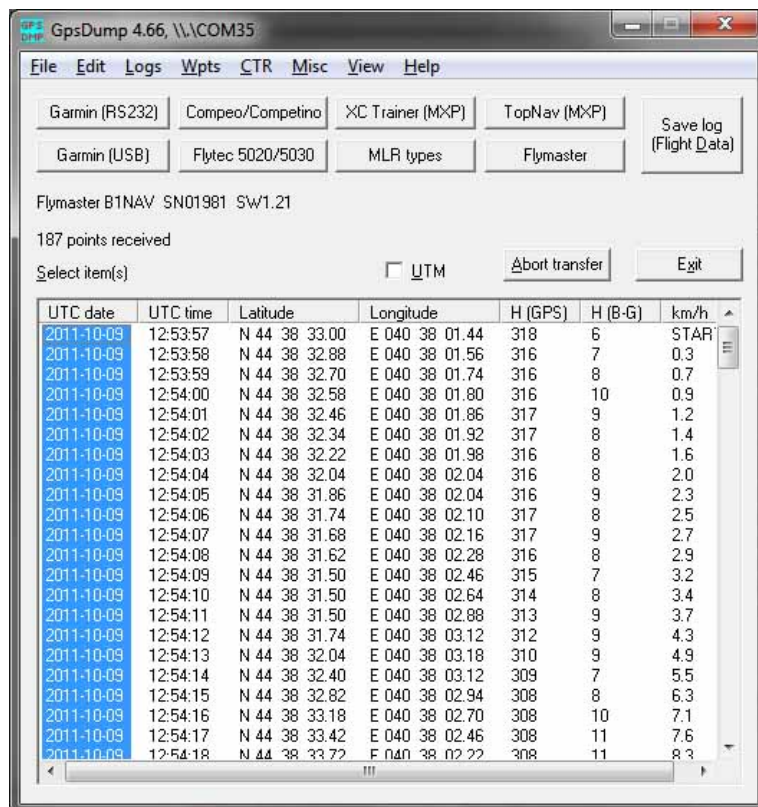 GPS DMP GpsDump 4.66, \\.\COM35
File Edit Logs Wpts CTR Misc View Help
Garmin (RS232) Compeo/Competino XC Trainer (MXP) TopNav (MXP) Save log
(Flight Data)
Garmin (USB) Flytec 5020/5030 MLR types Flymaster
Flymaster B1NAV SN01981 SW1.21
187 points received
Select item(s) UTM Abort transfer Exit
UTC date UTC time Latitude Longitude H (GPS) H (B-G) km/h
2011-10-09 12:53:57 N 44 38 33.00 E 040 38 01.44 318 6 STAR
2011-10-09 12:53:58 N 44 38 32.88 E 040 38 01.56 316 7 0.3
2011-10-09 12:53:59 N 44 38 32.70 E 040 38 01.74 316 8 0.7
2011-10-09 12:54:00 N 44 38 32.58 E 040 38 01.80 316 10 0.9
2011-10-09 12:54:01 N 44 38 32.46 E 040 38 01.86 317 9 1.2
2011-10-09 12:54:02 N 44 38 32.34 E 040 38 01.92 317 8 1.4
2011-10-09 12:54:03 N 44 38 32.22 E 040 38 01.98 316 8 1.6
2011-10-09 12:54:04 N 44 38 32.04 E 040 38 02.04 316 8 2.0
2011-10-09 12:54:05 N 44 38 31.86 E 040 38 02.04 316 9 2.3
2011-10-09 12:54:06 N 44 38 31.74 E 040 38 02.10 317 8 2.5
2011-10-09 12:54:07 N 44 38 31.68 E 040 38 02.16 317 9 2.7
2011-10-09 12:54:08 N 44 38 31.62 E 040 38 02.28 316 8 2.9
2011-10-09 12:54:09 N 44 38 31.50 E 040 38 02.46 315 7 3.2
2011-10-09 12:54:10 N 44 38 31.50 E 040 38 02.64 314 8 3.4
2011-10-09 12:54:11 N 44 38 31.50 E 040 38 02.88 313 9 3.7
2011-10-09 12:54:12 N 44 38 31.74 E 040 38 03.12 312 9 4.3
2011-10-09 12:54:13 N 44 38 32.04 E 040 38 03.18 310 9 4.9
2011-10-09 12:54:14 N 44 38 32.40 E 040 38 03.12 309 7 5.5
2011-10-09 12:54:15 N 44 38 32.82 E 040 38 02.94 308 8 6.3
2011-10-09 12:54:16 N 44 38 33.18 E 040 38 02.70 308 10 7.1
2011-10-09 12:54:17 N 44 38 33.42 E 040 38 02.46 308 11 7.6
2011-10-09 12:54:18 N 44 38 33.72 E 040 38 02.22 308 11 8.3